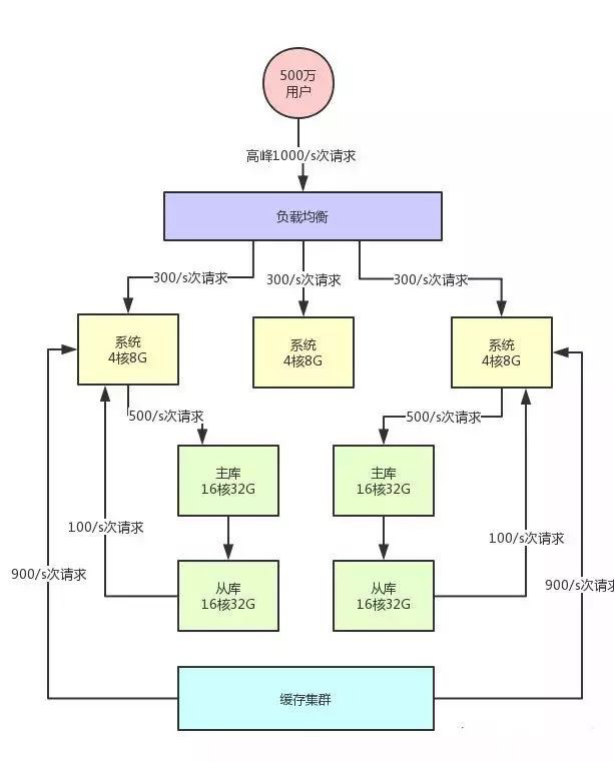 500万
用户
高峰1000/s次请求
负载均衡
300/s次请求
300/s次请求
300/s次请求
系统
4核8G
系统
4核8G
系统
4核8G
500/s次请求
500/s次请求
主库
16核32G
主库
16核32G
100/s次请求
100/s次请求
900/s次请求
900/s次请求
从库
16核32G
从库
16核32G
缓存集群